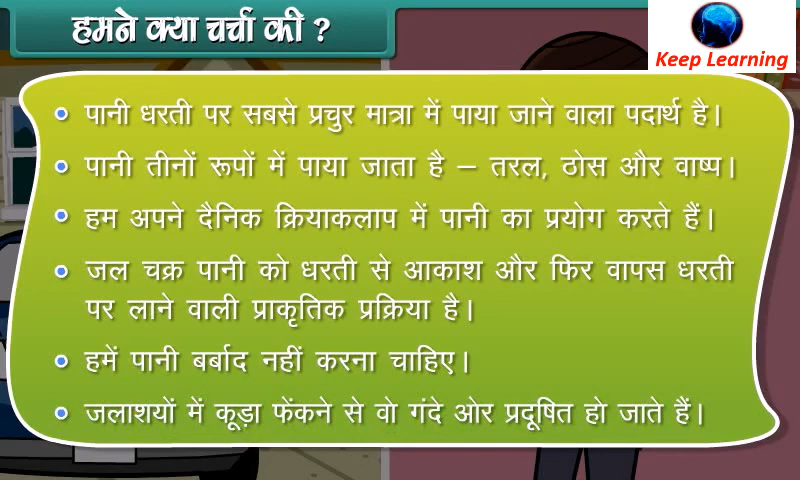 हमने क्या चर्चा की ?
Keep Learning
• पानी धरती पर सबसे प्रचुर मात्रा में पाया जाने वाला पदार्थ है।
• पानी तीनों रूपों में पाया जाता है – तरल, ठोस और वाष्प।
• हम अपने दैनिक क्रियाकलाप में पानी का प्रयोग करते हैं।
• जल चक्र पानी को धरती से आकाश और फिर वापस धरती
पर लाने वाली प्राकृतिक प्रक्रिया है।
• हमें पानी बर्बाद नहीं करना चाहिए।
• जलाशयों में कूड़ा फेंकने से वो गंदे ओर प्रदूषित हो जाते हैं।